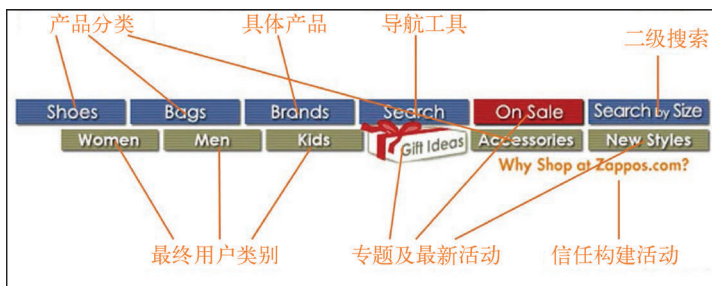 产品分类 具体产品 导航工具 二级搜索
Shoes Bags Brands Search On Sale Search by Size
Women Men Kids Gift Ideas Accessories New Styles
Why Shop at Zappos.com?
最终用户类别 专题及最新活动 信任构建活动